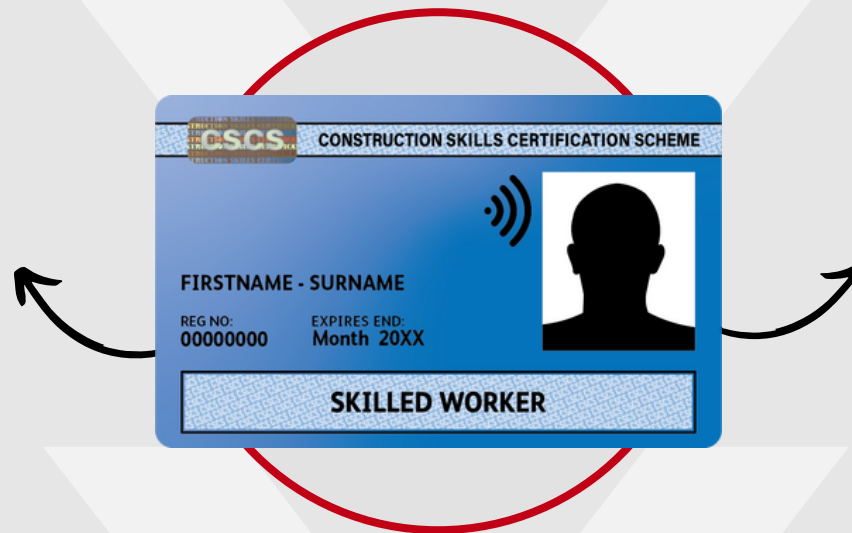 CSCS
CONSTRUCTION SKILLS CERTIFICATION SCHEME
FIRSTNAME - SURNAME
REG NO: EXPIRES END:
00000000 Month 20XX
SKILLED WORKER